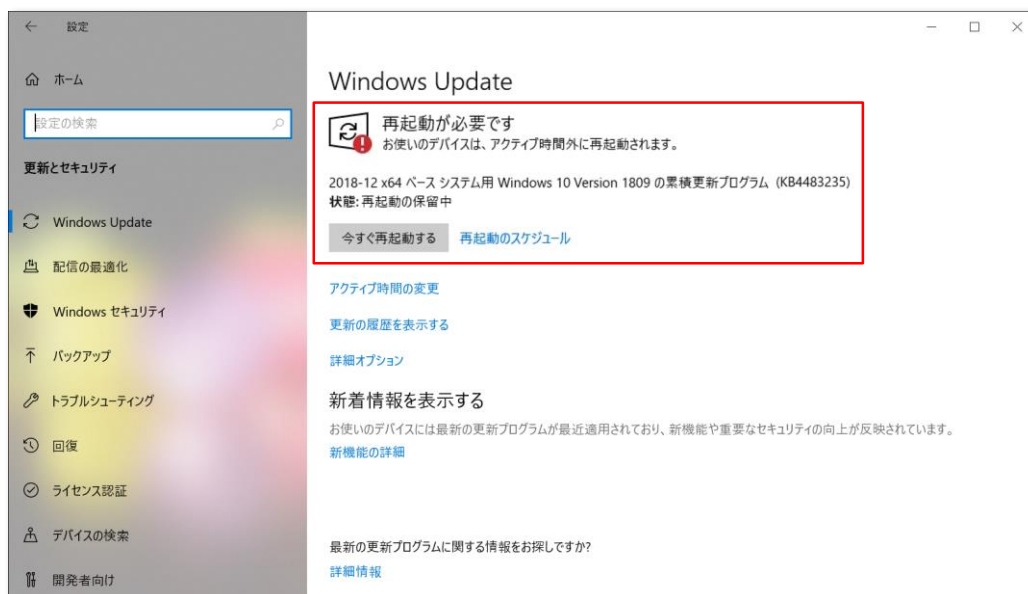 設定
ホーム
設定の検索
更新とセキュリティ
Windows Update
配信の最適化
Windows セキュリティ
バックアップ
トラブルシューティング
回復
ライセンス認証
デバイスの検索
開発者向け
Windows Update
再起動が必要です
お使いのデバイスは、アクティブ時間外に再起動されます。
2018-12 x64 ベース システム用 Windows 10 Version 1809 の累積更新プログラム (KB4483235)
状態: 再起動の保留中
今すぐ再起動する 再起動のスケジュール
アクティブ時間の変更
更新の履歴を表示する
詳細オプション
新着情報を表示する
お使いのデバイスには最新の更新プログラムが最近適用されており、新機能や重要なセキュリティの向上が反映されています。
新機能の詳細
最新の更新プログラムに関する情報をお探しですか?
詳細情報